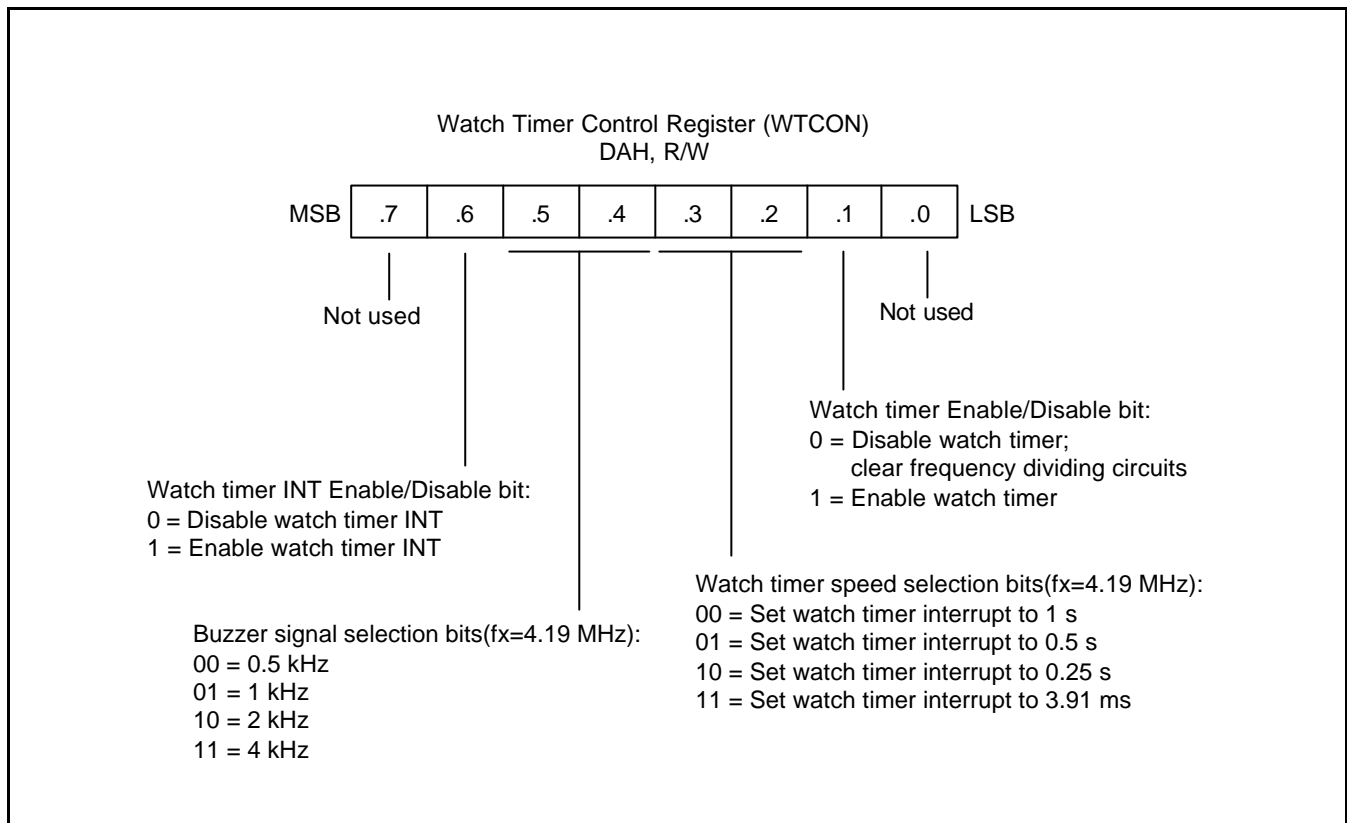 Watch Timer Control Register (WTCON)
DAH, R/W
MSB .7 .6 .5 .4 .3 .2 .1 .0 LSB
Not used
Not used
Watch timer Enable/Disable bit:
0 = Disable watch timer;
clear frequency dividing circuits
1 = Enable watch timer
Watch timer INT Enable/Disable bit:
0 = Disable watch timer INT
1 = Enable watch timer INT
Watch timer speed selection bits(fx=4.19 MHz):
00 = Set watch timer interrupt to 1 s
01 = Set watch timer interrupt to 0.5 s
10 = Set watch timer interrupt to 0.25 s
11 = Set watch timer interrupt to 3.91 ms
Buzzer signal selection bits(fx=4.19 MHz):
00 = 0.5 kHz
01 = 1 kHz
10 = 2 kHz
11 = 4 kHz